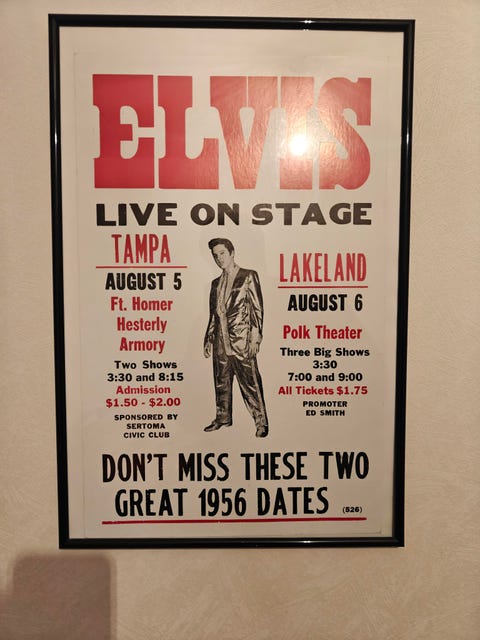 ELVIS
LIVE ON STAGE
TAMPA
AUGUST 5
Ft. Homer
Hesterly
Armory
Two Shows
3:30 and 8:15
Admission
$1.50 - $2.00
SPONSORED BY
SERTOMA
CIVIC CLUB
LAKELAND
AUGUST 6
Polk Theater
Three Big Shows
3:30
7:00 and 9:00
All Tickets $1.75
PROMOTER
ED SMITH
DON'T MISS THESE TWO
GREAT 1956 DATES (526)